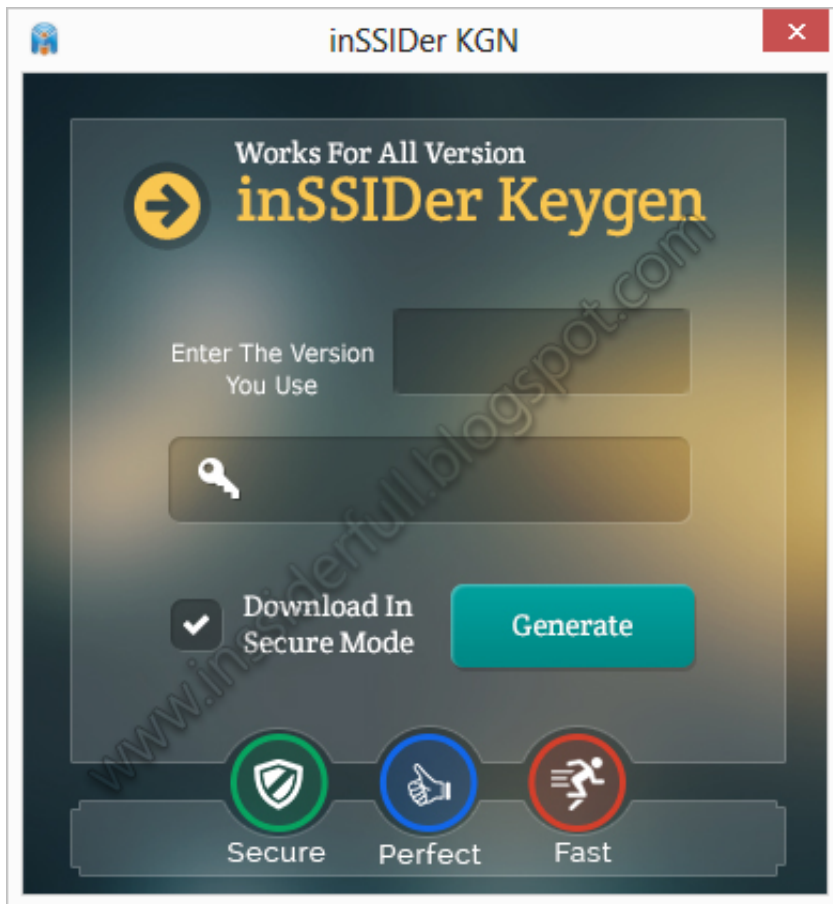 inSSIDer KGN
Works For All Version
inSSIDer Keygen
Enter The Version
You Use
Download In
Secure Mode
Generate
www.inssiderfull.blogspot.com
Secure
Perfect
Fast